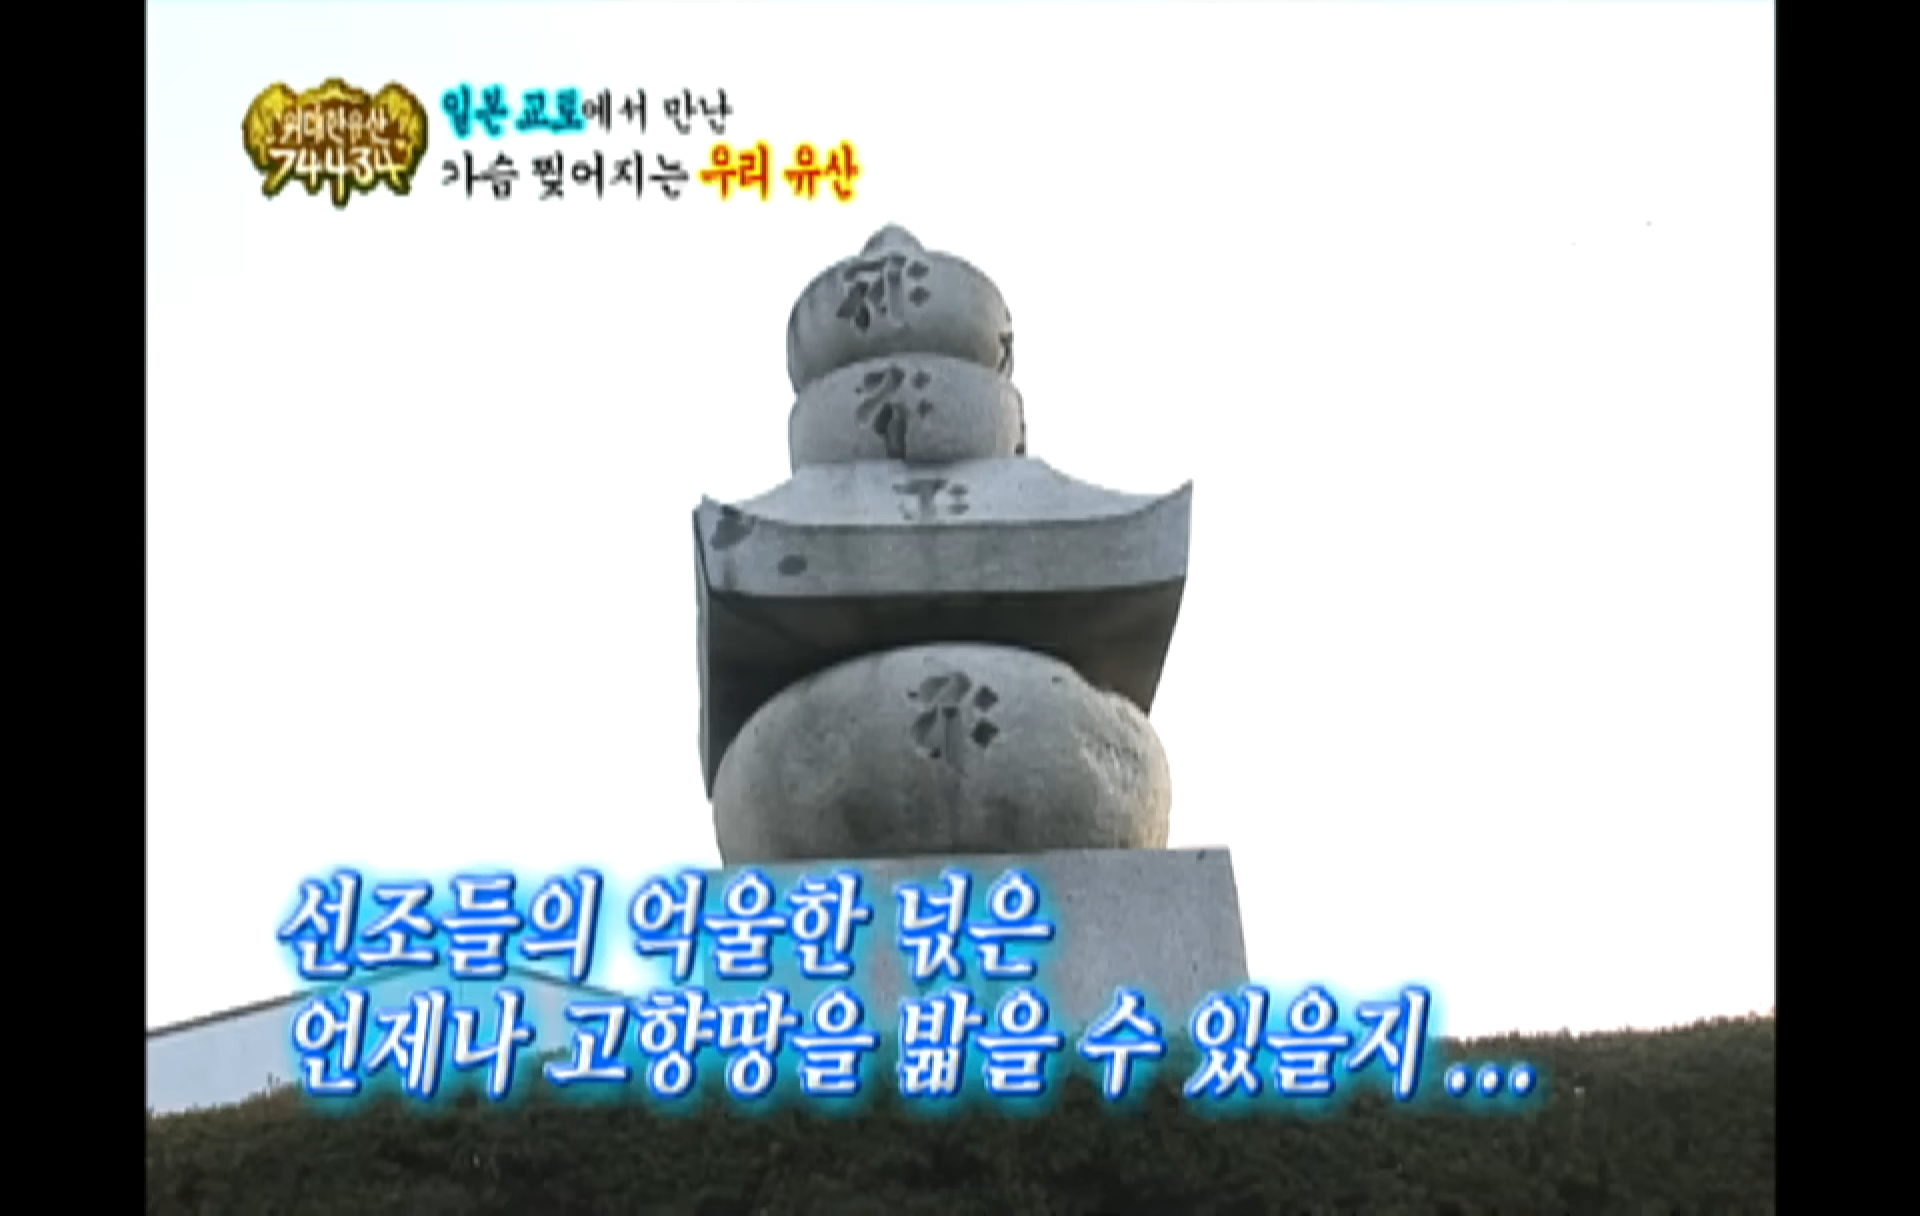 위대한유산
74434
일본 교토에서 만난
가슴 찢어지는 우리 유산
선조들의 억울한 넋은
언제나 고향땅을 밟을 수 있을지...